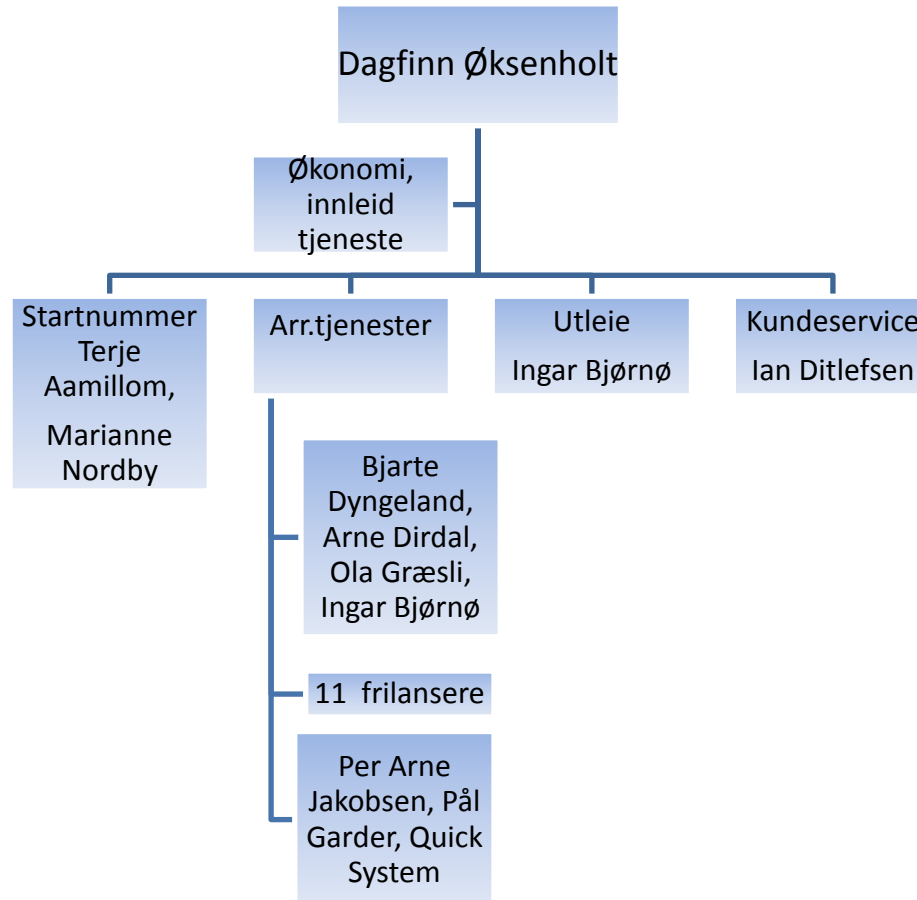 Dagfinn Øksenholt
Økonomi,
innleid
tjeneste
Startnummer
Terje
Aamillom,
Marianne
Nordby
Arr.tjenester
Utleie
Ingar Bjørnø
Kundeservice
Ian Ditlefsen
Bjarte
Dyngeland,
Arne Dirdal,
Ola Græsli,
Ingar Bjørnø
11 frilansere
Per Arne
Jakobsen, Pål
Garder, Quick
System